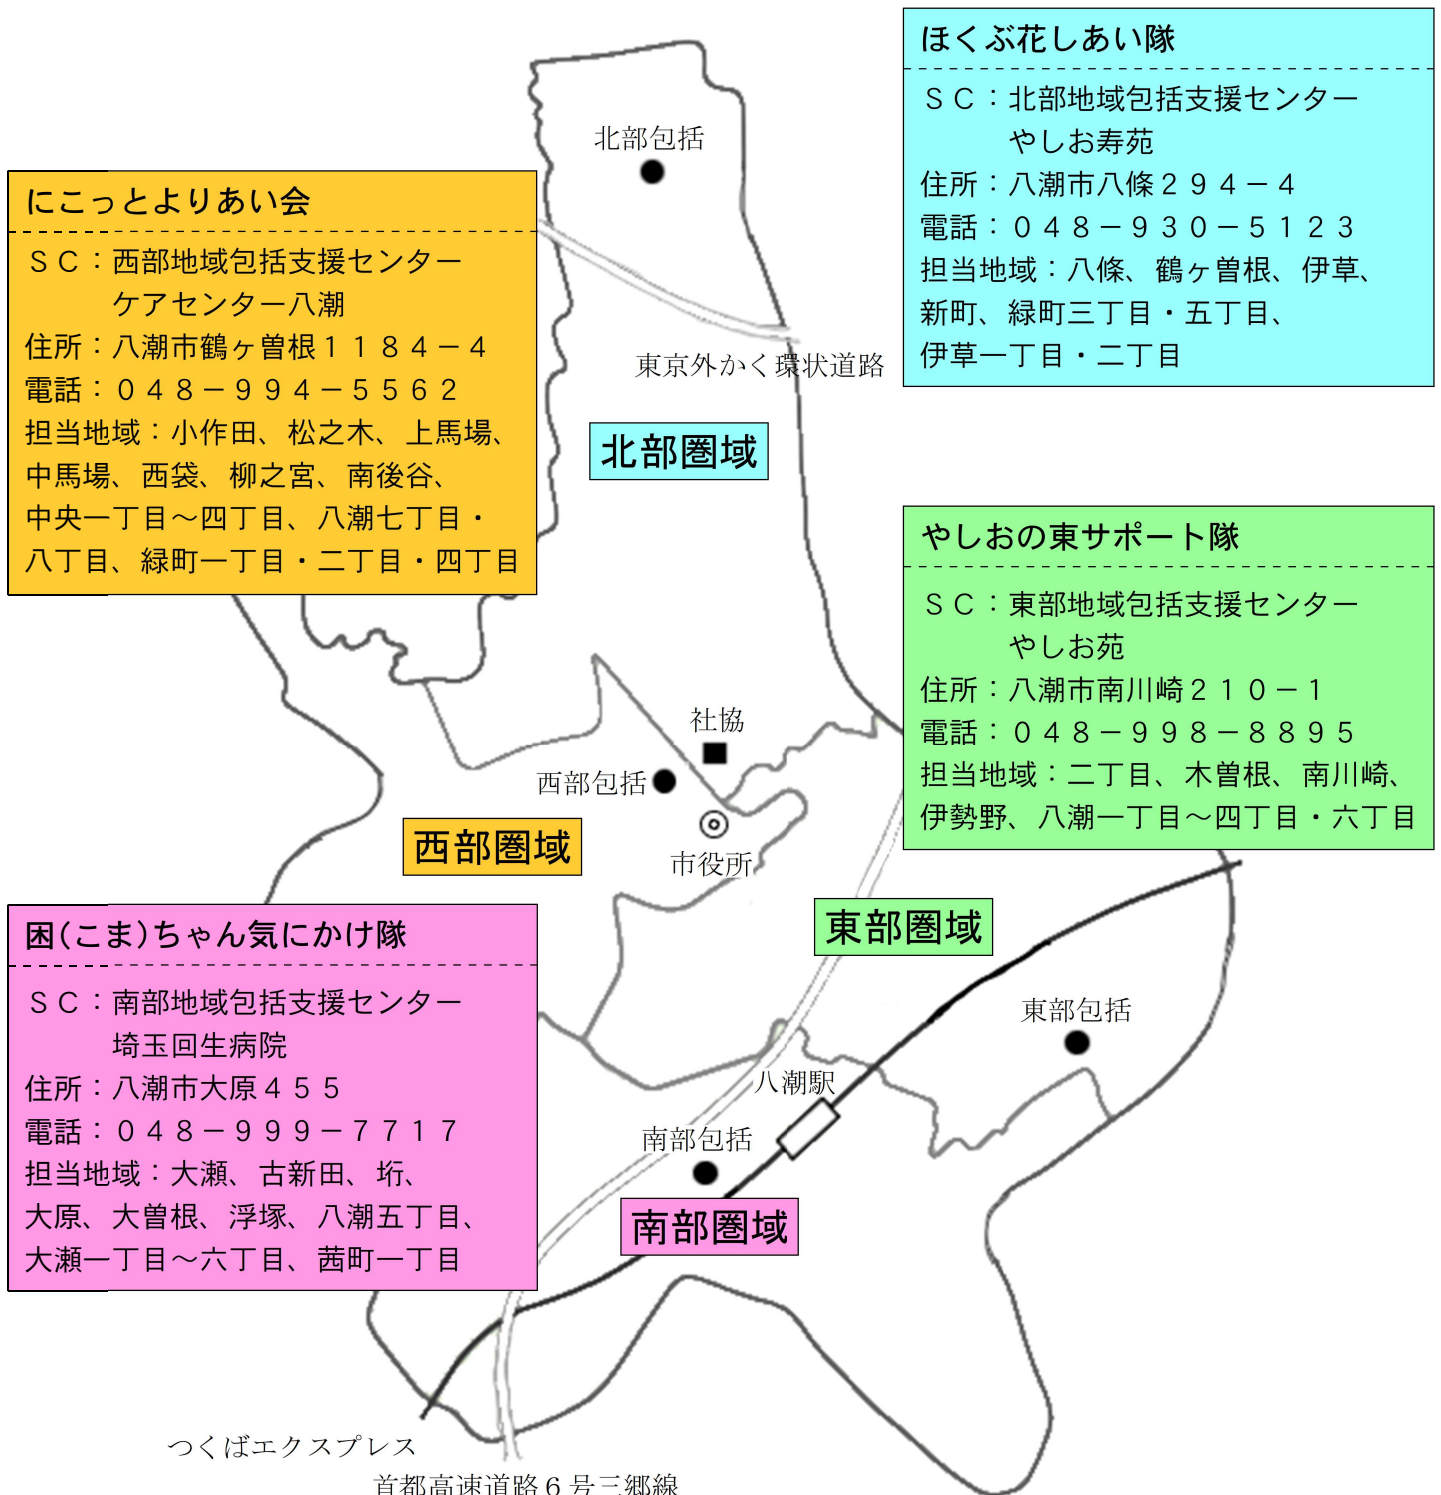 ほくぶ花しあい隊
ＳＣ：北部地域包括支援センター
やしお寿苑
住所：八潮市八條２９４－４
電話：０４８－９３０－５１２３
担当地域：八條、鶴ヶ曽根、伊草、
新町、緑町三丁目・五丁目、
伊草一丁目・二丁目
北部包括
にこっとよりあい会
ＳＣ：西部地域包括支援センター
ケアセンター八潮
住所：八潮市鶴ヶ曽根１１８４－４
電話：０４８－９９４－５５６２
担当地域：小作田、松之木、上馬場、
中馬場、西袋、柳之宮、南後谷、
中央一丁目～四丁目、八潮七丁目・
八丁目、緑町一丁目・二丁目・四丁目
東京外かく環状道路
北部圏域
やしおの東サポート隊
ＳＣ：東部地域包括支援センター
やしお苑
住所：八潮市南川崎２１０－１
電話：０４８－９９８－８８９５
担当地域：二丁目、木曽根、南川崎、
伊勢野、八潮一丁目～四丁目・六丁目
社協
西部包括
西部圏域
市役所
東部圏域
困(こま)ちゃん気にかけ隊
ＳＣ：南部地域包括支援センター
埼玉回生病院
住所：八潮市大原４５５
電話：０４８－９９９－７７１７
担当地域：大瀬、古新田、垳、
大原、大曽根、浮塚、八潮五丁目、
大瀬一丁目～六丁目、茜町一丁目
東部包括
八潮駅
南部包括
南部圏域
つくばエクスプレス
首都高速道路６号三郷線